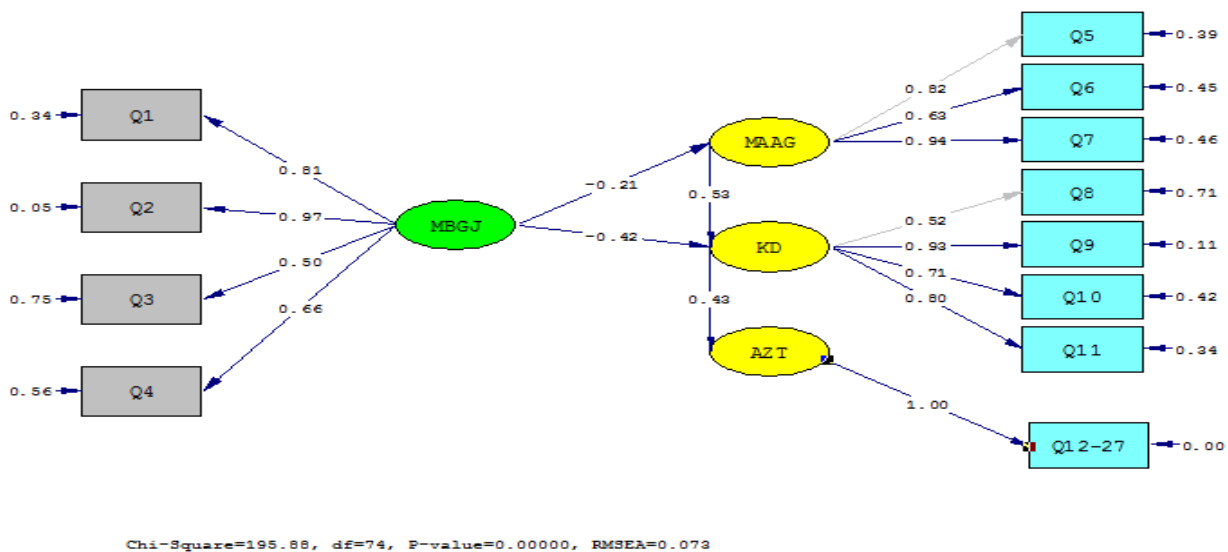 Q5
0.39
0.82
Q6
0.45
0.34
Q1
0.63
MAAG
Q7
0.46
0.94
0.81
-0.21
Q8
0.71
0.53
0.52
0.05
Q2
0.97
MBGJ
KD
0.93
Q9
0.11
-0.42
0.50
0.71
0.75
Q3
0.43
0.80
Q10
0.42
0.66
AZT
Q11
0.34
0.56
Q4
1.00
Q12-27
0.00
Chi-Square=195.88, df=74, P-value=0.00000, RMSEA=0.073